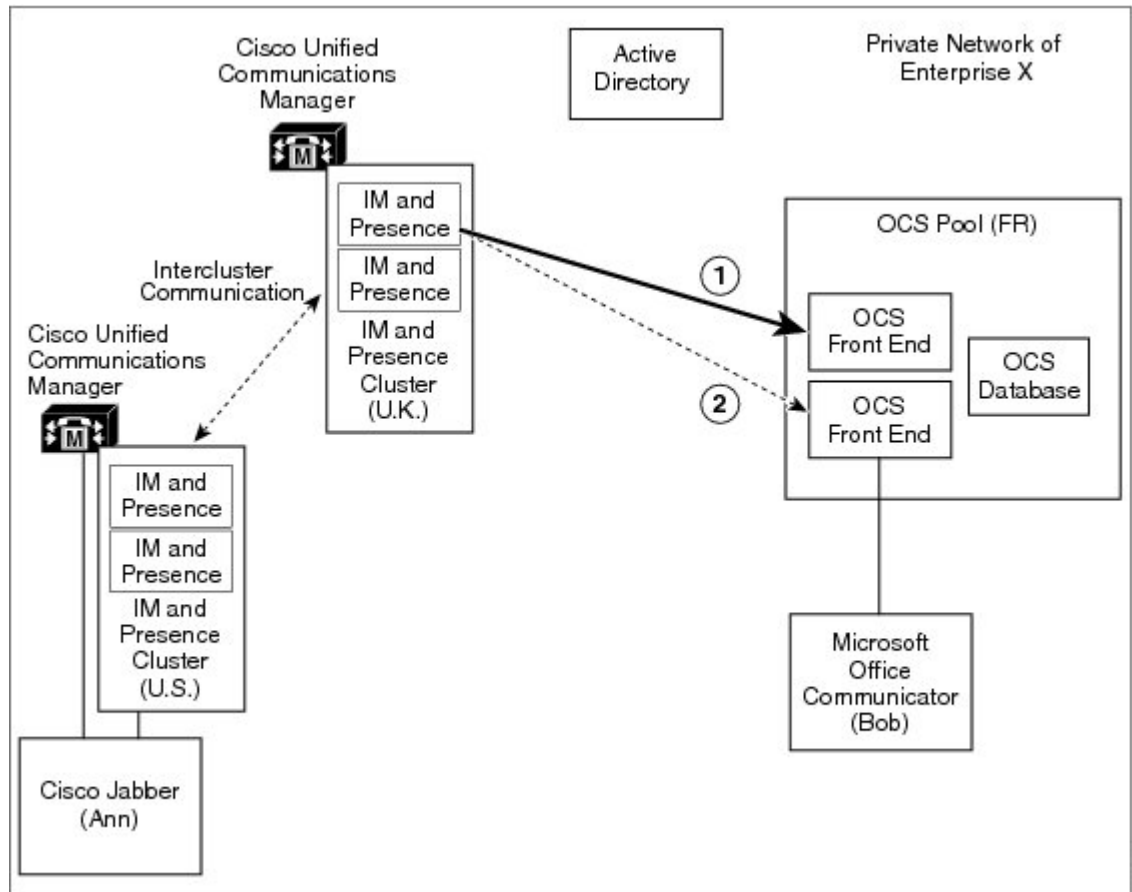 Cisco Unified
Communications
Manager
M
Active
Directory
Private Network of
Enterprise X
IM and
Presence
IM and
Presence
IM and
Presence
Cluster
(U.K.)
Intercluster
Communication
1
2
OCS Pool (FR)
OCS
Front End
OCS
Front End
OCS
Database
Cisco Unified
Communications
Manager
M
IM and
Presence
IM and
Presence
IM and
Presence
Cluster
(U.S.)
Microsoft
Office
Communicator
(Bob)
Cisco Jabber
(Ann)